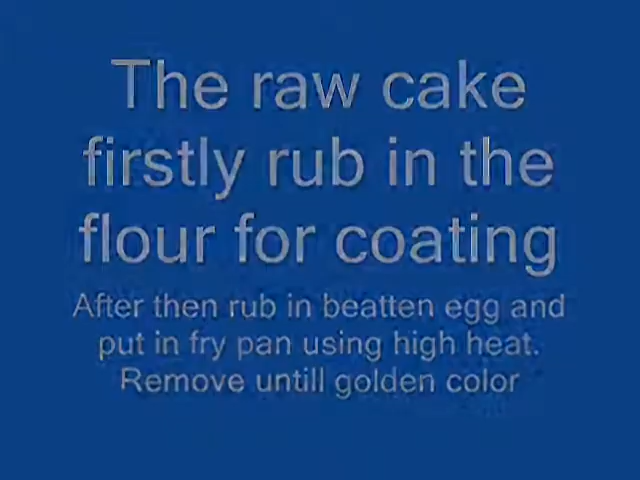 The raw cake
firstly rub in the
flour for coating
After then rub in beatten egg and
put in fry pan using high heat.
Remove untill golden color